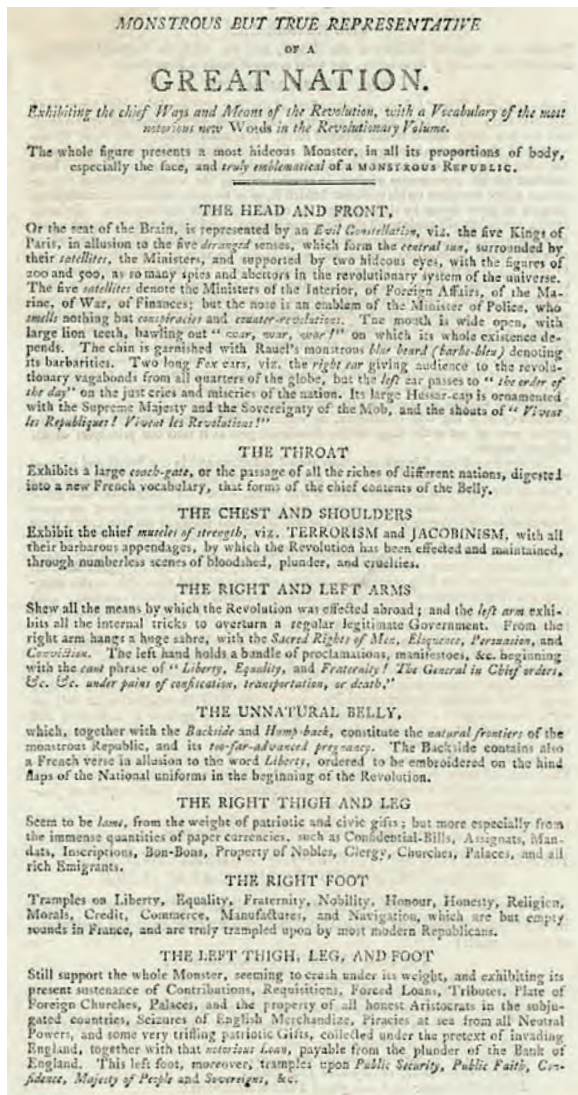 MONSTROUS BUT TRUE REPRESENTATIVE
OF A
GREAT NATION.
Exhibiting the chief Ways and Means of the Revolution, with a Vocabulary of the most
notorious new Words in the Revolutionary Volume.
The whole figure presents a most hideous Monster, in all its proportions of body,
especially the face, and truly emblematical of a MONSTROUS REPUBLIC.
THE HEAD AND FRONT,
Or the seat of the Brain, is represented by an Evil Constellation, viz. the five Kings of
Paris, in allusion to the five deranged senses, which form the central sun, surrounded by
their satellites, the Ministers, and supported by two hideous eyes, with the figures of
200 and 500, as so many spies and abettors in the revolutionary system of the universe.
The five satellites denote the Ministers of the Interior, of Foreign Affairs, of the Ma-
rine, of War, of Finances; but the nose is an emblem of the Minister of Police, who
smells nothing but conspiracies and counter-revolutions. The mouth is wide open, with
large lion teeth, bawling out "war, war, war!" on which its whole existence de-
pends. The chin is garnished with Rauel's monstrous blue beard (barbe-bleu) denoting
its barbarities. Two long Fox ears, viz. the right ear giving audience to the revolu-
tionary vagabonds from all quarters of the globe, but the left ear passes to "the order of
the day" on the just cries and miseries of the nation. Its large Hussar-cap is ornamented
with the Supreme Majesty and the Sovereignty of the Mob, and the shouts of "Vivent
les Republiques! Vivent les Revolutions!"
THE THROAT
Exhibits a large coach-gate, or the passage of all the riches of different nations, digested
into a new French vocabulary, that forms of the chief contents of the Belly.
THE CHEST AND SHOULDERS
Exhibit the chief muscles of strength, viz. TERRORISM and JACOBINISM, with all
their barbarous appendages, by which the Revolution has been effected and maintained,
through numberless scenes of bloodshed, plunder, and cruelties.
THE RIGHT AND LEFT ARMS
Shew all the means by which the Revolution was effected abroad; and the left arm exhi-
bits all the internal tricks to overturn a regular legitimate Government. From the
right arm hangs a huge sabre, with the Sacred Rights of Men, Eloquence, Persuasion, and
Conviction. The left hand holds a bundle of proclamations, manifestoes, &c. beginning
with the cant phrase of "Liberty, Equality, and Fraternity! The General in Chief orders,
&c. &c. under pains of confiscation, transportation, or death."
THE UNNATURAL BELLY,
which, together with the Backside and Hump-back, constitute the natural frontiers of the
monstrous Republic, and its too-far-advanced pregnancy. The Backside contains also
a French verse in allusion to the word Liberty, ordered to be embroidered on the hind
flaps of the National uniforms in the beginning of the Revolution.
THE RIGHT THIGH AND LEG
Seem to be lame, from the weight of patriotic and civic gifts; but more especially from
the immense quantities of paper currencies, such as Confidential-Bills, Assignats, Man-
dats, Inscriptions, Bon-Bons, Property of Nobles, Clergy, Churches, Palaces, and all
rich Emigrants.
THE RIGHT FOOT
Tramples on Liberty, Equality, Fraternity, Nobility, Honour, Honesty, Religion,
Morals, Credit, Commerce, Manufactures, and Navigation, which are but empty
sounds in France, and are truly trampled upon by most modern Republicans.
THE LEFT THIGH, LEG, AND FOOT
Still support the whole Monster, seeming to crush under its weight, and exhibiting its
present sustenance of Contributions, Requisitions, Forced Loans, Tributes, Plate of
Foreign Churches, Palaces, and the property of all honest Aristocrats in the subju-
gated countries, Seizures of English Merchandize, Piracies at sea from all Neutral
Powers, and some very trifling patriotic Gifts, collected under the pretext of invading
England, together with that notorious Loan, payable from the plunder of the Bank of
England. This left foot, moreover, tramples upon Public Security, Public Faith, Con-
fidence, Majesty of People and Sovereigns, &c.